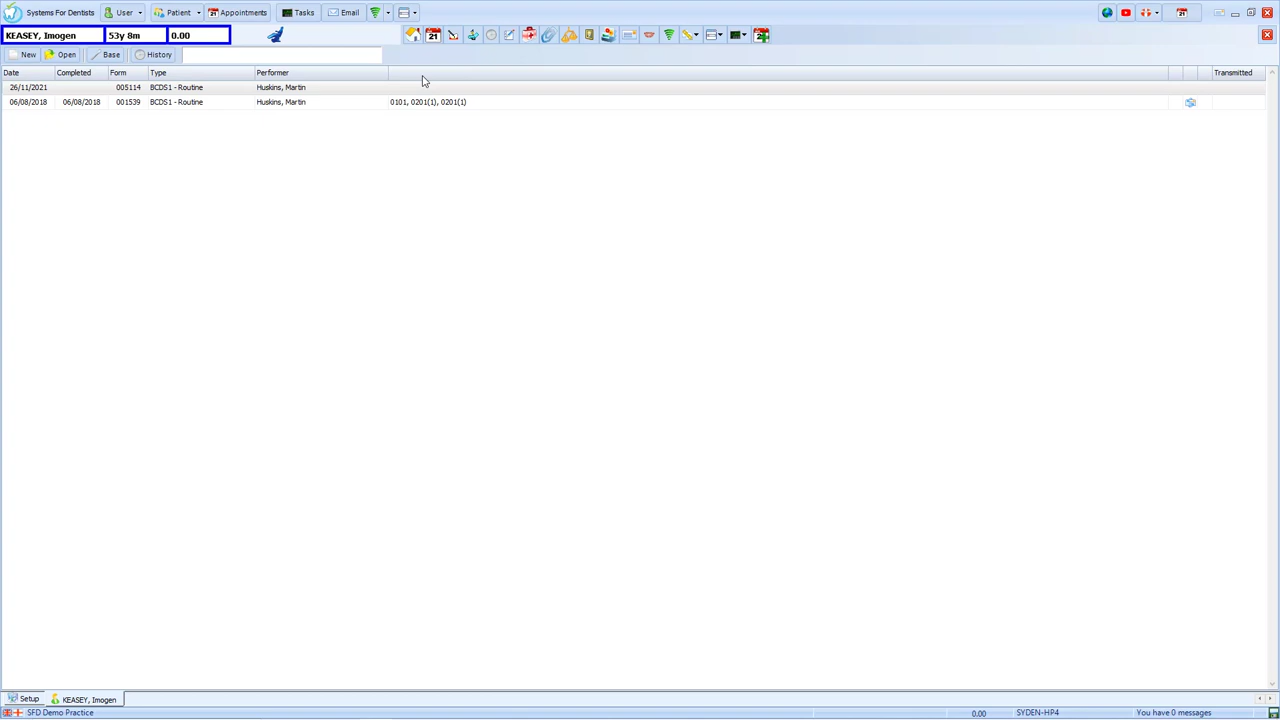 Systems For Dentists User Patient 21 Appointments Tasks Email 21
KEASEY, Imogen 53y 8m 0.00 21
New Open Base History
Date Completed Form Type Performer Transmitted
26/11/2021 005114 BCDS1 - Routine Huskins, Martin
06/08/2018 06/08/2018 001539 BCDS1 - Routine Huskins, Martin 0101, 0201(1), 0201(1)
Setup KEASEY, Imogen
SFD Demo Practice 0.00 SYDEN-HP4 You have 0 messages